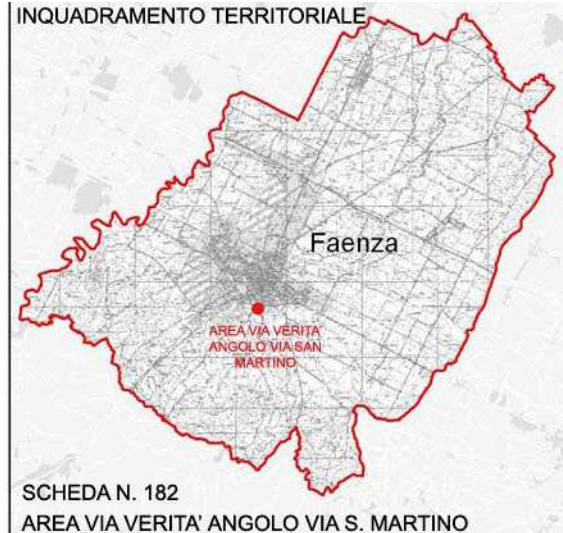 INQUADRAMENTO TERRITORIALE
Faenza
AREA VIA VERITA'
ANGOLO VIA SAN
MARTINO
SCHEDA N. 182
AREA VIA VERITA' ANGOLO VIA S. MARTINO